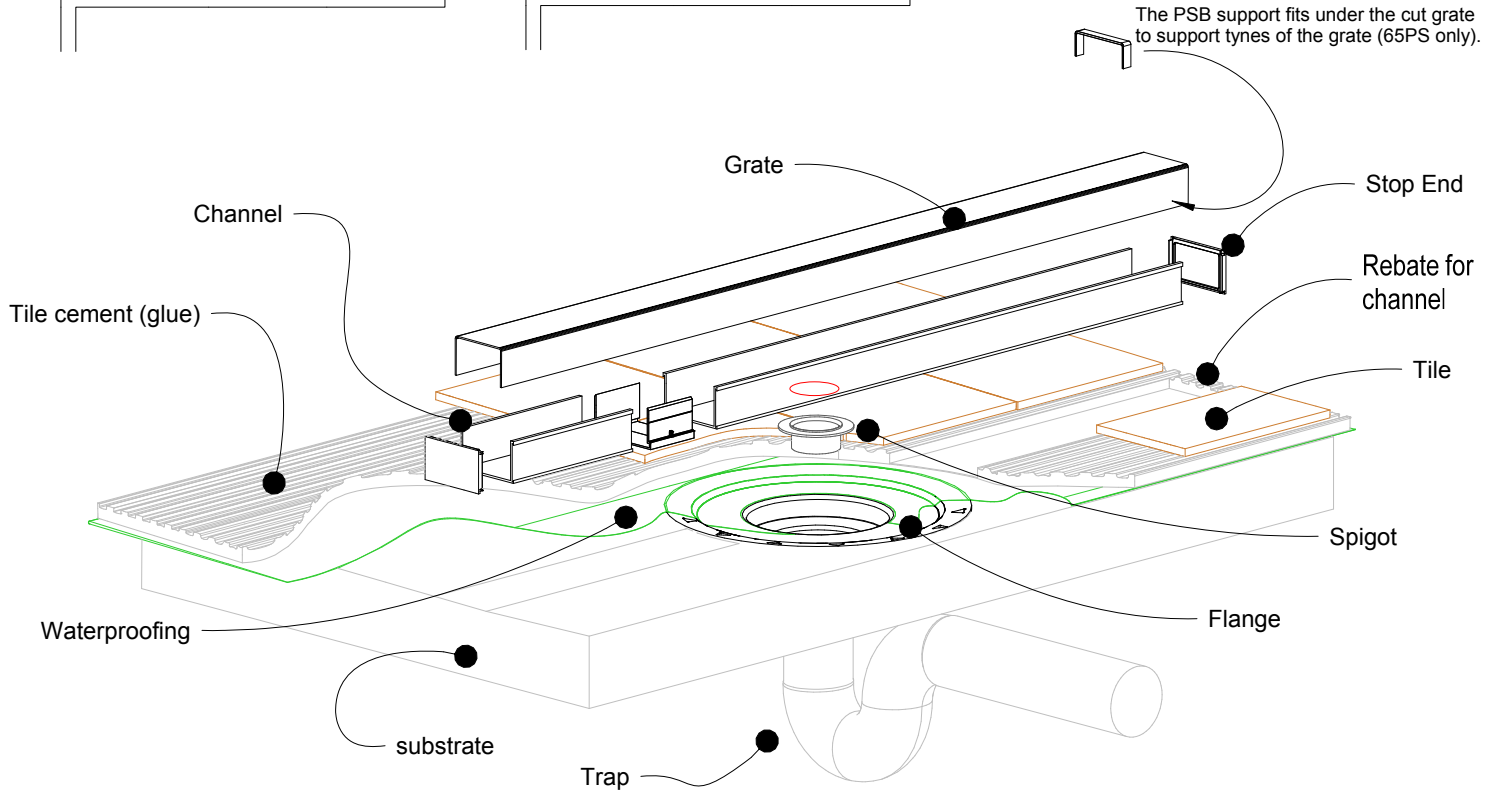 The PSB support fits under the cut grate
to support tynes of the grate (65PS only).
Grate
Stop End
Channel
Rebate for
channel
Tile cement (glue)
Tile
Spigot
Flange
Waterproofing
substrate
Trap